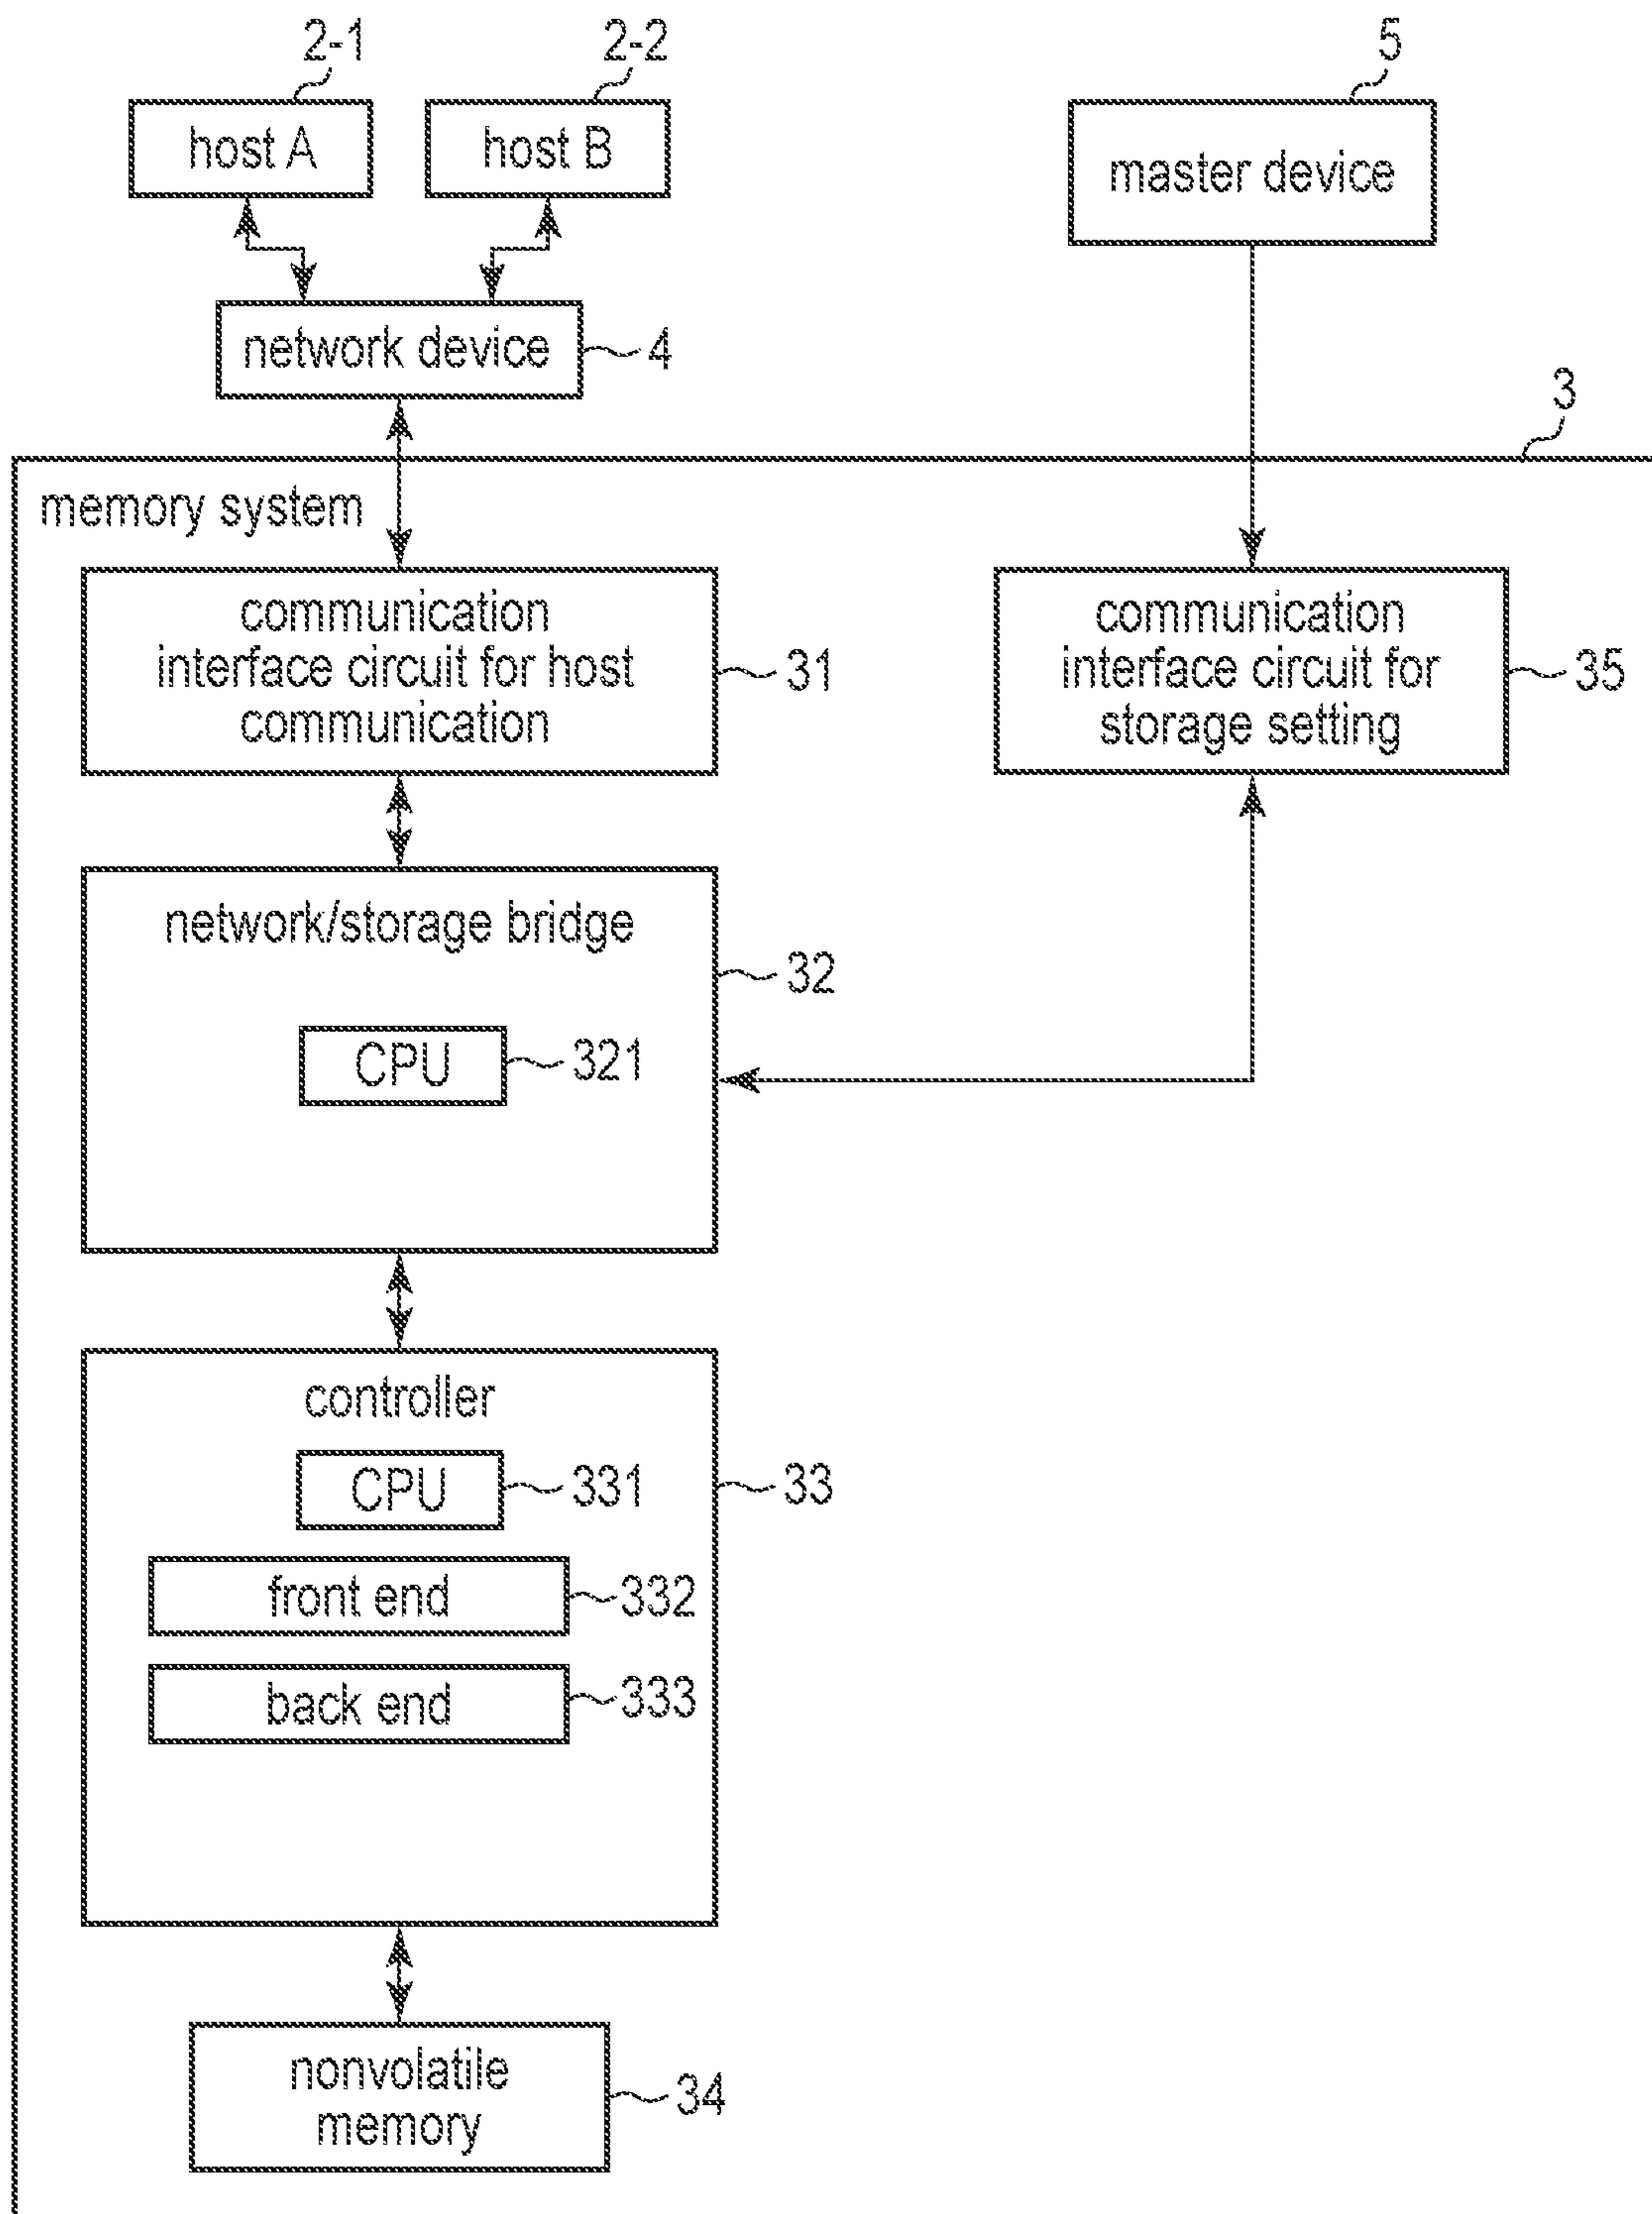 2-1
2-2
5
host A
host B
master device
network device
4
3
memory system
communication
interface circuit for host
communication
31
communication
interface circuit for
storage setting
35
network/storage bridge
32
CPU
321
controller
CPU
331
33
front end
332
back end
333
nonvolatile
memory
34